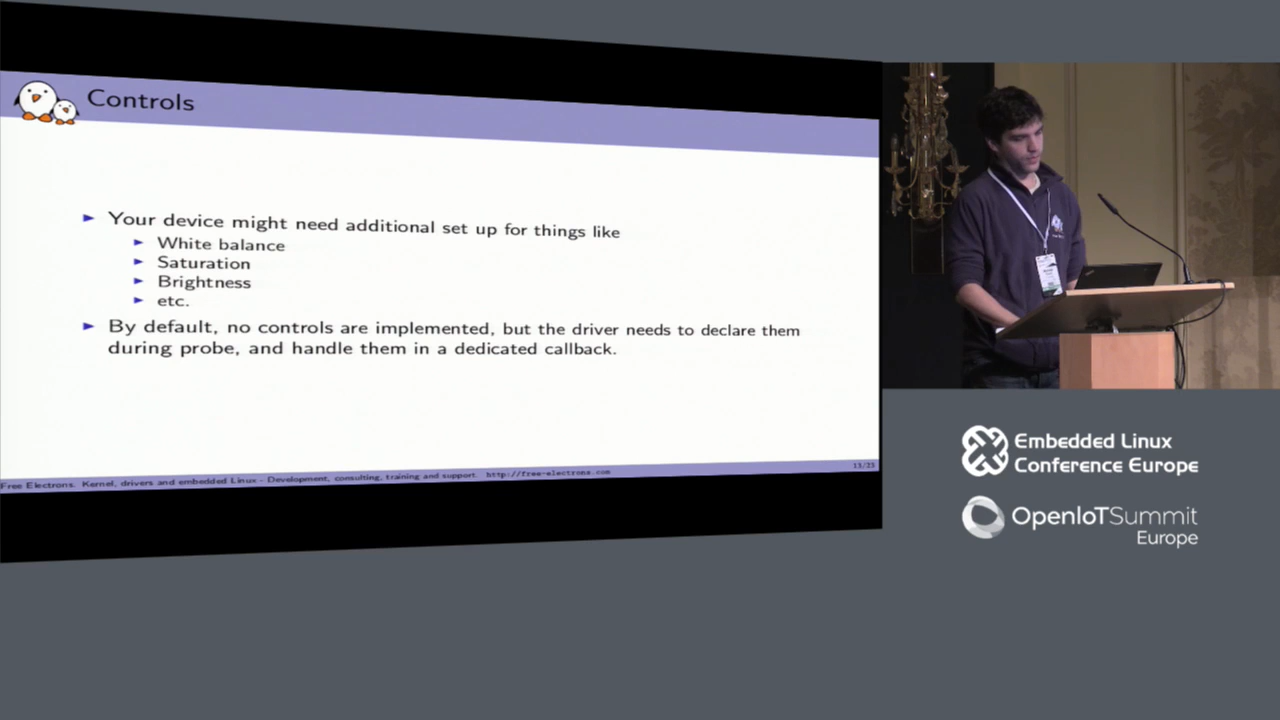 Controls
► Your device might need additional set up for things like
► White balance
► Saturation
► Brightness
► etc.
► By default, no controls are implemented, but the driver needs to declare them
during probe, and handle them in a dedicated callback.
Free Electrons. Kernel, drivers and embedded Linux - Development, consulting, training and support. http://free-electrons.com
13/23
Embedded Linux
Conference Europe
OpenIoTSummit
Europe